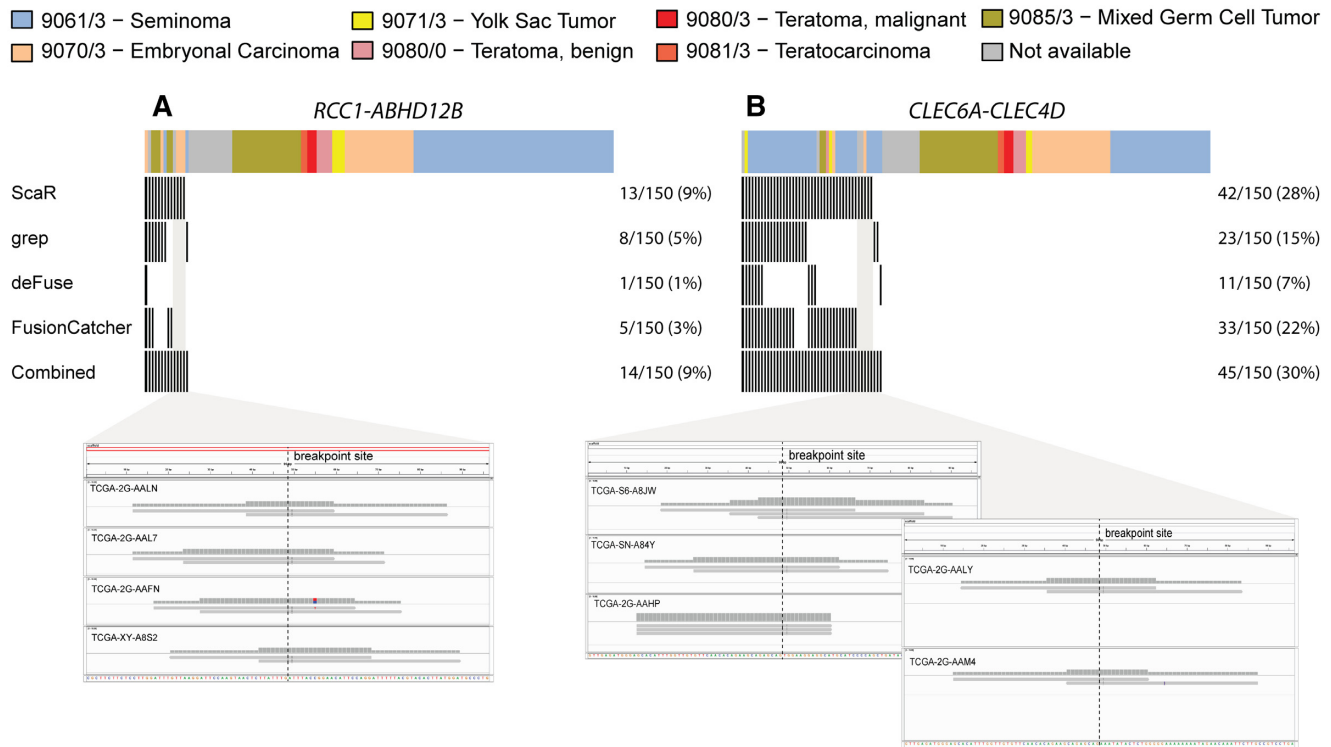 9061/3 – Seminoma
9071/3 – Yolk Sac Tumor
9080/3 – Teratoma, malignant
9085/3 – Mixed Germ Cell Tumor
9070/3 – Embryonal Carcinoma
9080/0 – Teratoma, benign
9081/3 – Teratocarcinoma
Not available
A
RCC1-ABHD12B
B
CLEC6A-CLEC4D
ScaR
13/150 (9%)
42/150 (28%)
grep
8/150 (5%)
23/150 (15%)
deFuse
1/150 (1%)
11/150 (7%)
FusionCatcher
5/150 (3%)
33/150 (22%)
Combined
14/150 (9%)
45/150 (30%)
breakpoint site
TCGA-2G-AALN
TCGA-2G-AAL7
TCGA-2G-AAFN
TCGA-XY-A8S2
breakpoint site
TCGA-S6-A8JW
TCGA-SN-A84Y
TCGA-2G-AAHP
breakpoint site
TCGA-2G-AALY
TCGA-2G-AAM4